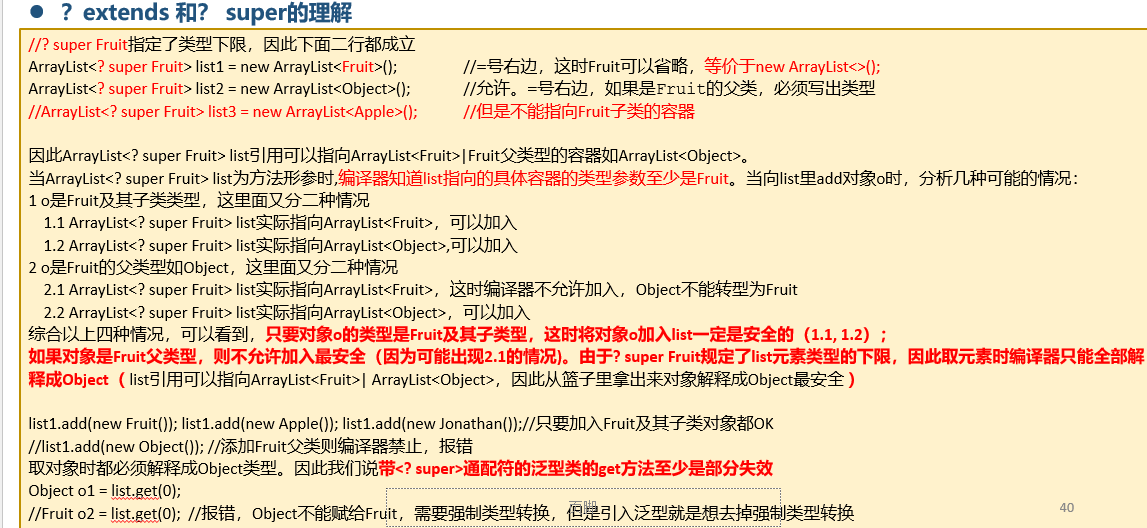 ● ？extends 和？ super的理解
//? super Fruit指定了类型下限，因此下面二行都成立
ArrayList<? super Fruit> list1 = new ArrayList<Fruit>(); //=号右边，这时Fruit可以省略，等价于new ArrayList<>();
ArrayList<? super Fruit> list2 = new ArrayList<Object>(); //允许。=号右边，如果是Fruit的父类，必须写出类型
//ArrayList<? super Fruit> list3 = new ArrayList<Apple>(); //但是不能指向Fruit子类的容器
因此ArrayList<? super Fruit> list引用可以指向ArrayList<Fruit>|Fruit父类型的容器如ArrayList<Object>。
当ArrayList<? super Fruit> list为方法形参时,编译器知道list指向的具体容器的类型参数至少是Fruit。当向list里add对象o时，分析几种可能的情况：
1 o是Fruit及其子类类型，这里面又分二种情况
1.1 ArrayList<? super Fruit> list实际指向ArrayList<Fruit>，可以加入
1.2 ArrayList<? super Fruit> list实际指向ArrayList<Object>,可以加入
2 o是Fruit的父类型如Object，这里面又分二种情况
2.1 ArrayList<? super Fruit> list实际指向ArrayList<Fruit>，这时编译器不允许加入，Object不能转型为Fruit
2.2 ArrayList<? super Fruit> list实际指向ArrayList<Object>，可以加入
综合以上四种情况，可以看到，只要对象o的类型是Fruit及其子类型，这时将对象o加入list一定是安全的（1.1, 1.2）；
如果对象是Fruit父类型，则不允许加入最安全（因为可能出现2.1的情况)。由于? super Fruit规定了list元素类型的下限，因此取元素时编译器只能全部解
释成Object（ list引用可以指向ArrayList<Fruit>| ArrayList<Object>，因此从篮子里拿出来对象解释成Object最安全 ）
list1.add(new Fruit()); list1.add(new Apple()); list1.add(new Jonathan());//只要加入Fruit及其子类对象都OK
//list1.add(new Object()); //添加Fruit父类则编译器禁止，报错
取对象时都必须解释成Object类型。因此我们说带<? super>通配符的泛型类的get方法至少是部分失效
Object o1 = list.get(0);
//Fruit o2 = list.get(0); //报错，Object不能赋给Fruit，需要强制类型转换，但是引入泛型就是想去掉强制类型转换
页脚
40